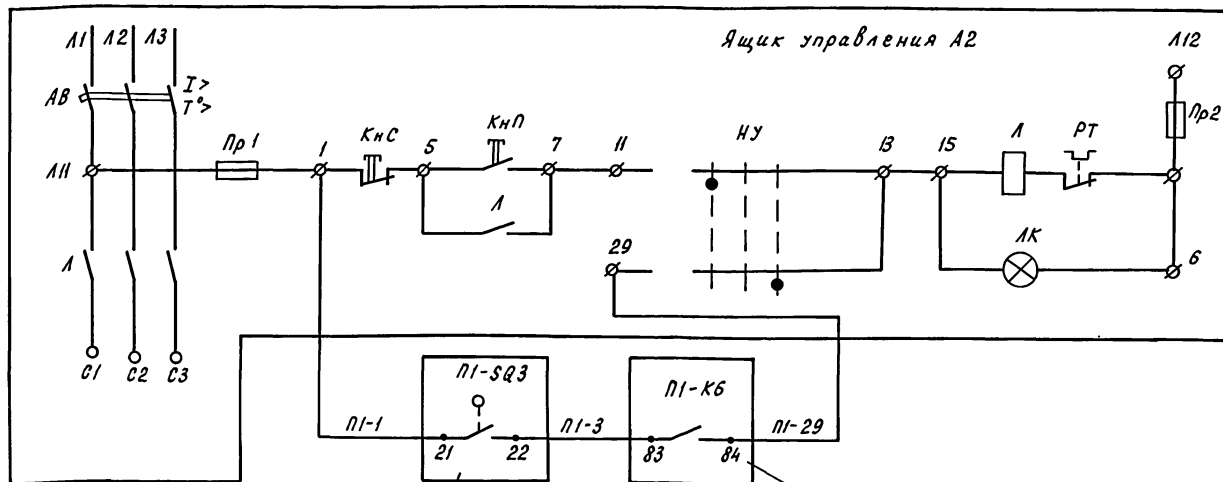 Л1 Л2 Л3
Ящик управления А2
Л12
АВ
I>
Т°>
Пр1
КнС
КнП
НУ
Л
РТ
Пр2
Л11
1
5
7
11
13
15
Л
29
ЛК
6
Л
С1 С2 С3
П1-SQ3
П1-К6
П1-1
21
22
П1-3
83
84
П1-29